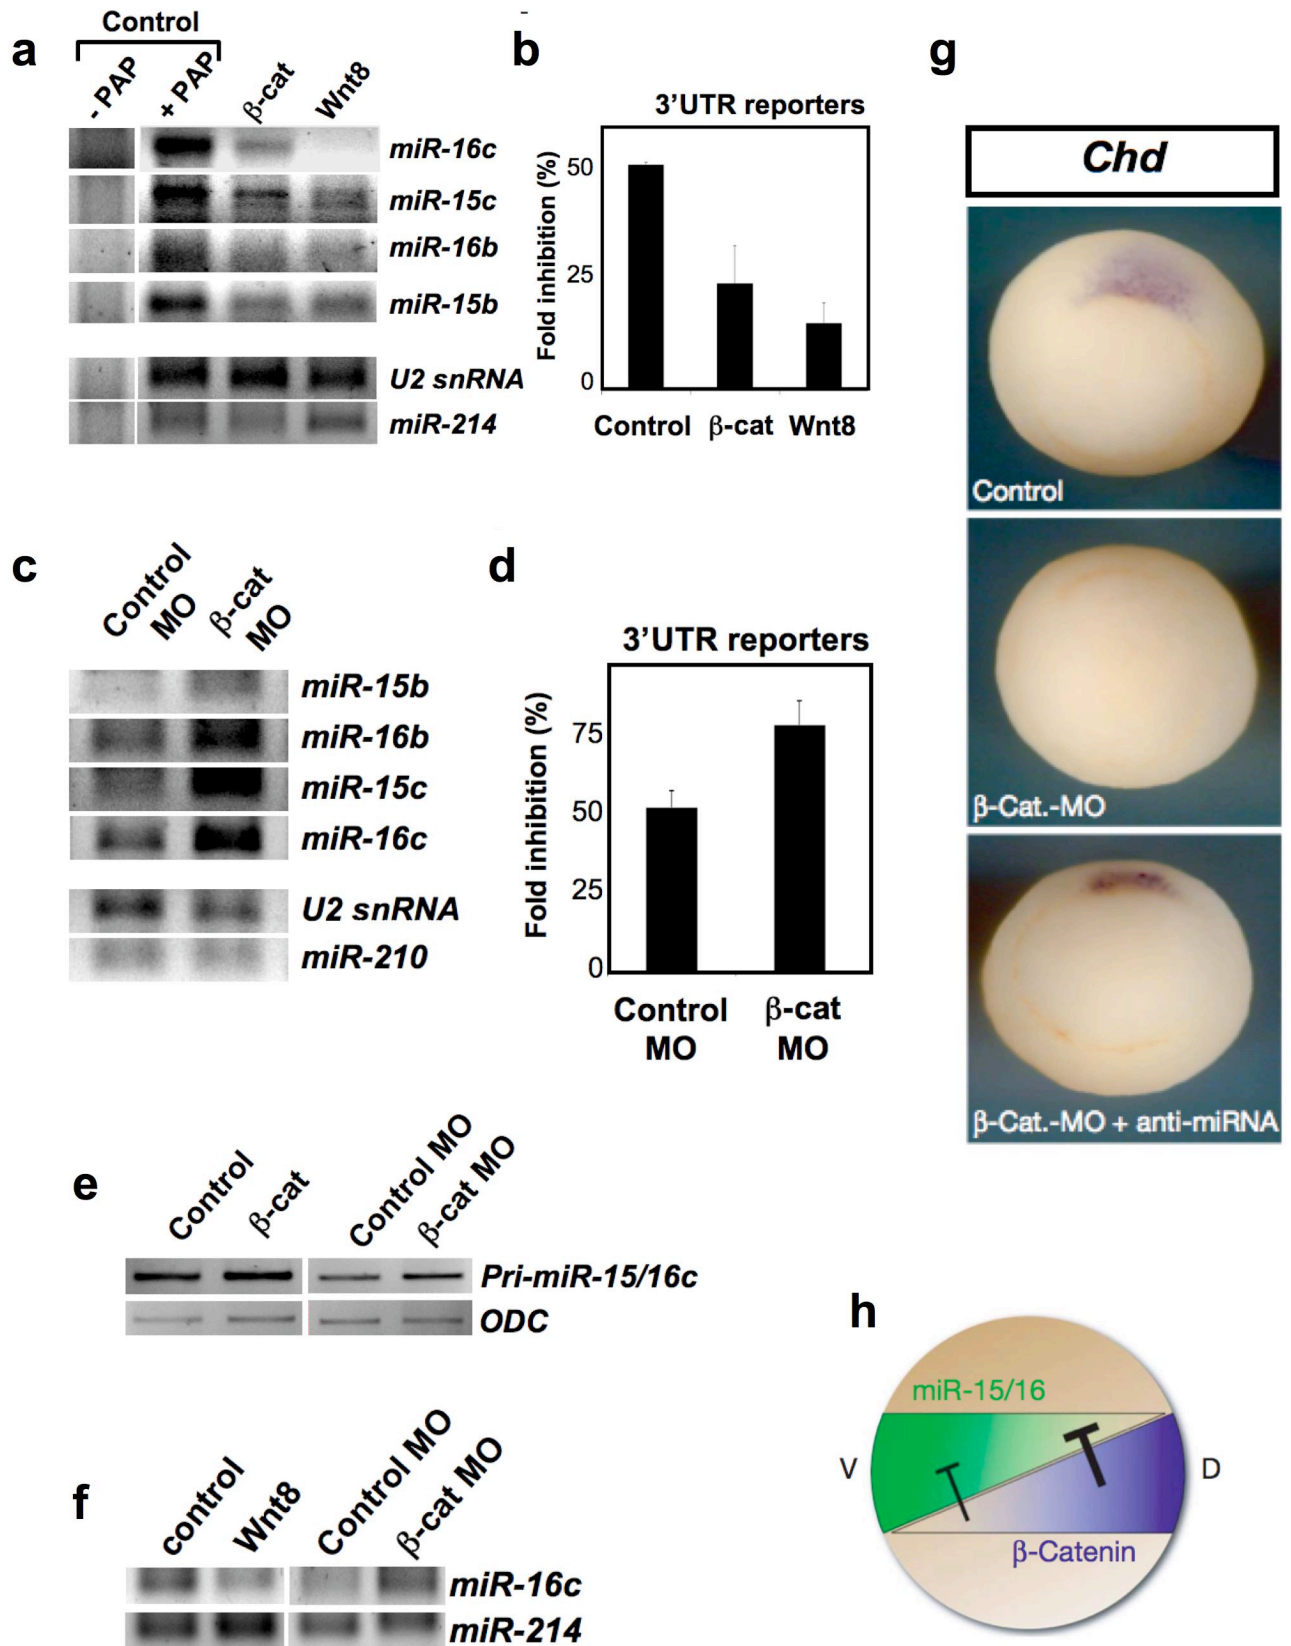 a
Control
- PAP
+ PAP
β-cat
Wnt8
miR-16c
miR-15c
miR-16b
miR-15b
U2 snRNA
miR-214
b
3’UTR reporters
Fold inhibition (%)
50
25
0
Control β-cat Wnt8
c
Control
MO
β-cat
MO
miR-15b
miR-16b
miR-15c
miR-16c
U2 snRNA
miR-210
d
3’UTR reporters
Fold inhibition (%)
75
50
25
0
Control
MO
β-cat
MO
e
Control
β-cat
Control MO
β-cat MO
Pri-miR-15/16c
ODC
f
control
Wnt8
Control MO
β-cat MO
miR-16c
miR-214
g
Chd
Control
β-Cat.-MO
β-Cat.-MO + anti-miRNA
h
miR-15/16
V
D
β-Catenin